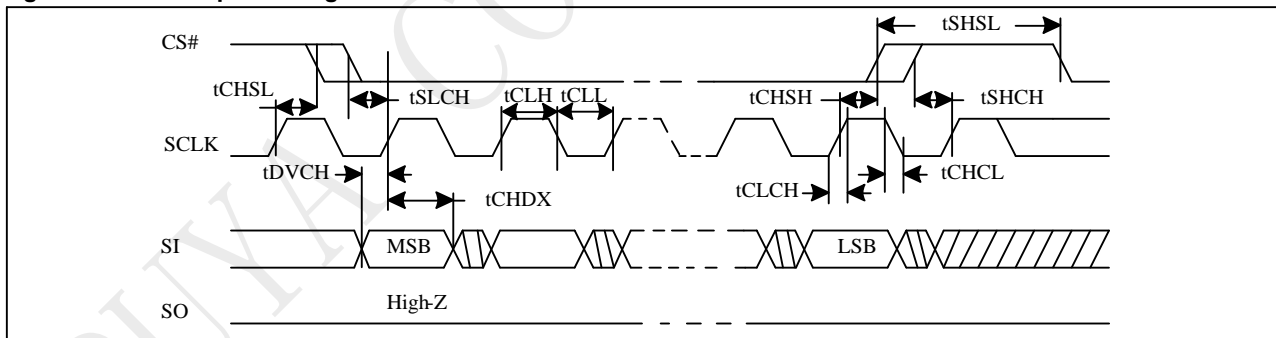 tSHSL
CS#
tCHSL
tSLCH
tCLH
tCLL
tCHSH
tSHCH
SCLK
tDVCH
tCHDX
tCLCH
tCHCL
SI
MSB
LSB
SO
High-Z